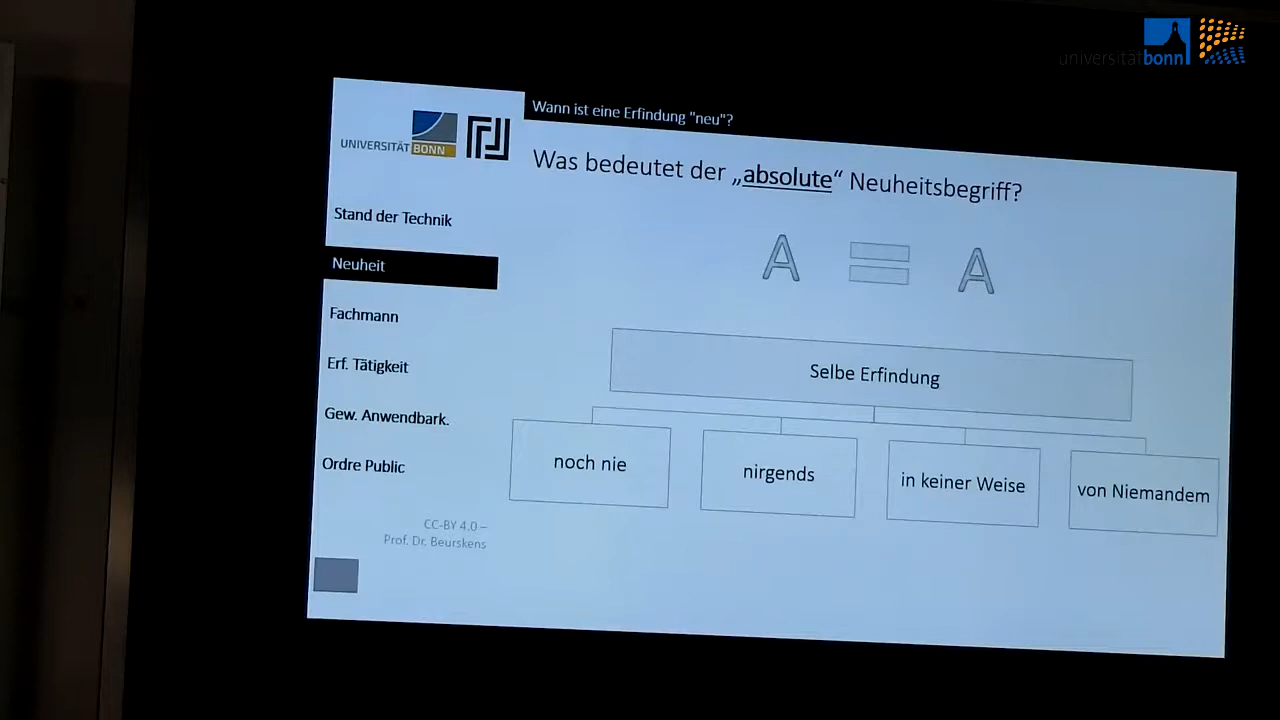 universitätbonn
Wann ist eine Erfindung "neu"?
UNIVERSITÄT BONN
Was bedeutet der „absolute“ Neuheitsbegriff?
Stand der Technik
Neuheit
Fachmann
Erf. Tätigkeit
Gew. Anwendbark.
Ordre Public
A = A
Selbe Erfindung
noch nie
nirgends
in keiner Weise
von Niemandem
CC-BY 4.0 –
Prof. Dr. Beurskens